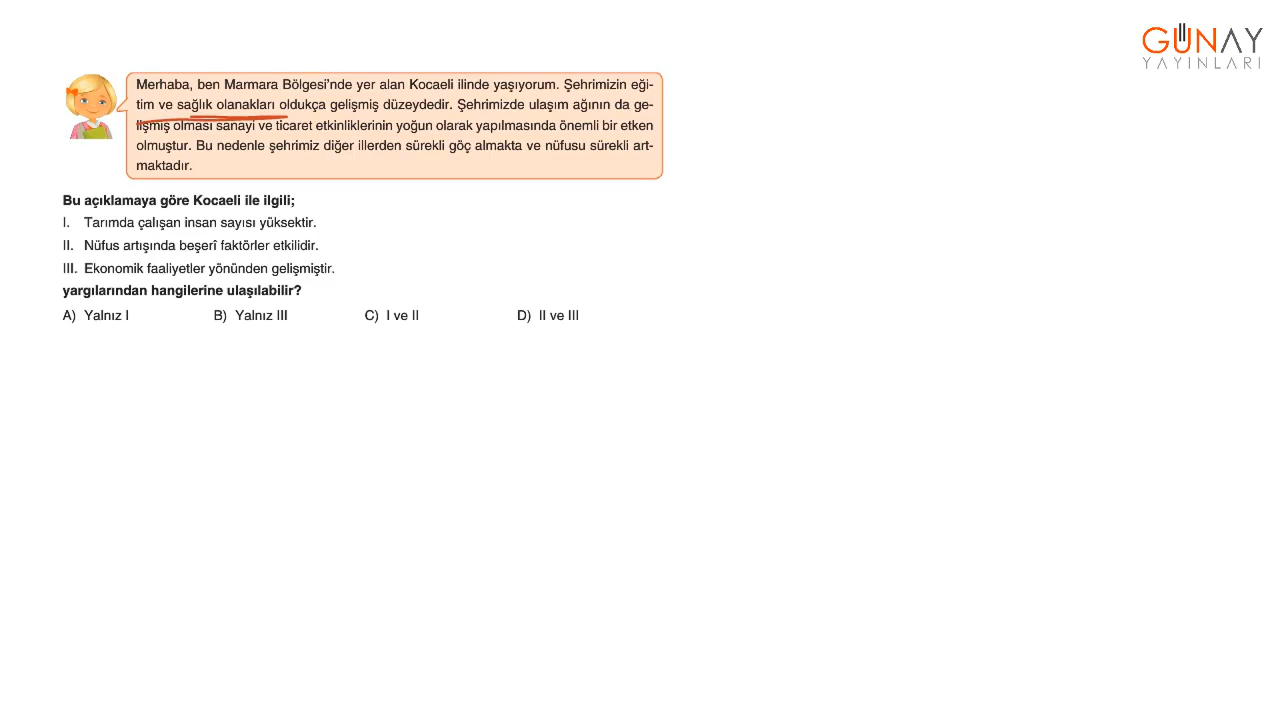 GÜNAY
YAYINLARI
Merhaba, ben Marmara Bölgesi'nde yer alan Kocaeli ilinde yaşıyorum. Şehrimizin eği-
tim ve sağlık olanakları oldukça gelişmiş düzeydedir. Şehrimizde ulaşım ağının da ge-
lişmiş olması sanayi ve ticaret etkinliklerinin yoğun olarak yapılmasında önemli bir etken
olmuştur. Bu nedenle şehrimiz diğer illerden sürekli göç almakta ve nüfusu sürekli art-
maktadır.
Bu açıklamaya göre Kocaeli ile ilgili;
I. Tarımda çalışan insan sayısı yüksektir.
II. Nüfus artışında beşerî faktörler etkilidir.
III. Ekonomik faaliyetler yönünden gelişmiştir.
yargılarından hangilerine ulaşılabilir?
A) Yalnız I B) Yalnız III C) I ve II D) II ve III